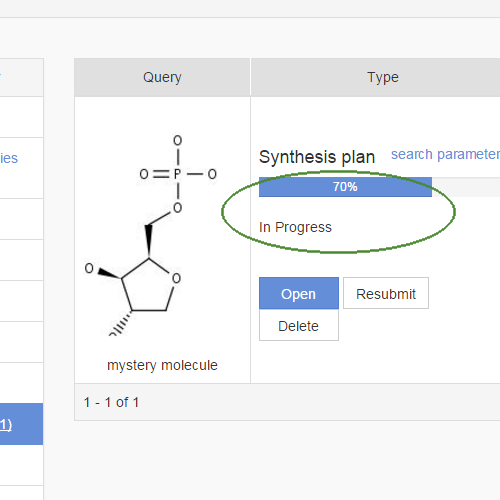 Query Type
ies
Synthesis plan search parameter
70%
In Progress
Open Resubmit
Delete
O
O P O
O
O
O
mystery molecule
1 - 1 of 1
1)